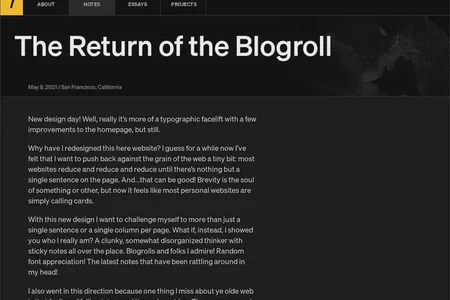 /
ABOUT
NOTES
ESSAYS
PROJECTS
The Return of the Blogroll
May 9, 2021 / San Francisco, California
New design day! Well, really it's more of a typographic facelift with a few
improvements to the homepage, but still.
Why have I redesigned this here website? I guess for a while now I've
felt that I want to push back against the grain of the web a tiny bit: most
websites reduce and reduce and reduce until there's nothing but a
single sentence on the page. And...that can be good! Brevity is the soul
of something or other, but now it feels like most personal websites are
simply calling cards.
With this new design I want to challenge myself to more than just a
single sentence or a single column per page. What if, instead, I showed
you who I really am? A clunky, somewhat disorganized thinker with
sticky notes all over the place. Blogrolls and folks I admire! Random
font appreciation! The latest notes that have been rattling around in
my head!
I also went in this direction because one thing I miss about ye olde web